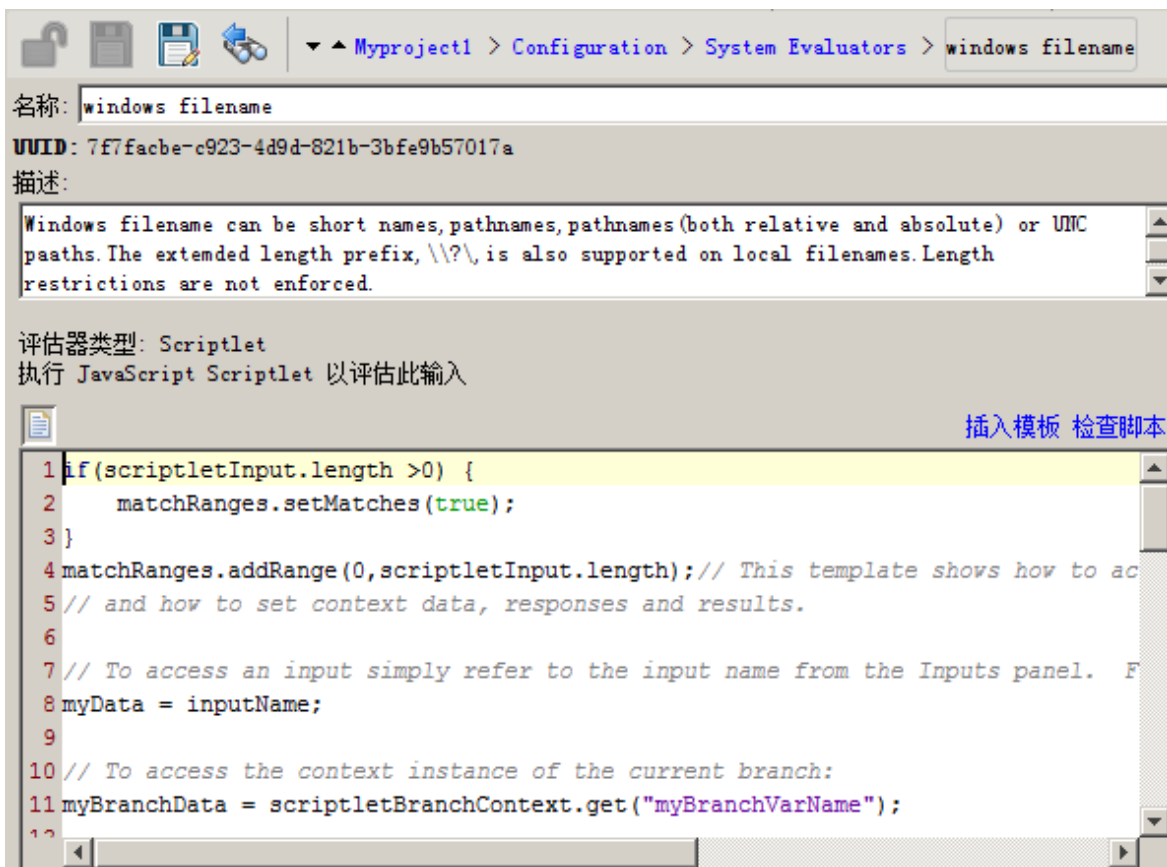 Myproject1 > Configuration > System Evaluators > windows filename
名称: windows filename
UUID: 7f7facbe-c923-4d9d-821b-3bfe9b57017a
描述:
Windows filename can be short names,pathnames,pathnames(both relative and absolute) or UNC
paaths.The extemded length prefix,\\?\,is also supported on local filenames.Length
restrictions are not enforced.
评估器类型: Scriptlet
执行 JavaScript Scriptlet 以评估此输入
插入模板 检查脚本
1 if(scriptletInput.length >0) {
2 matchRanges.setMatches(true);
3 }
4 matchRanges.addRange(0,scriptletInput.length);// This template shows how to ac
5 // and how to set context data, responses and results.
6
7 // To access an input simply refer to the input name from the Inputs panel. F
8 myData = inputName;
9
10 // To access the context instance of the current branch:
11 myBranchData = scriptletBranchContext.get("myBranchVarName");